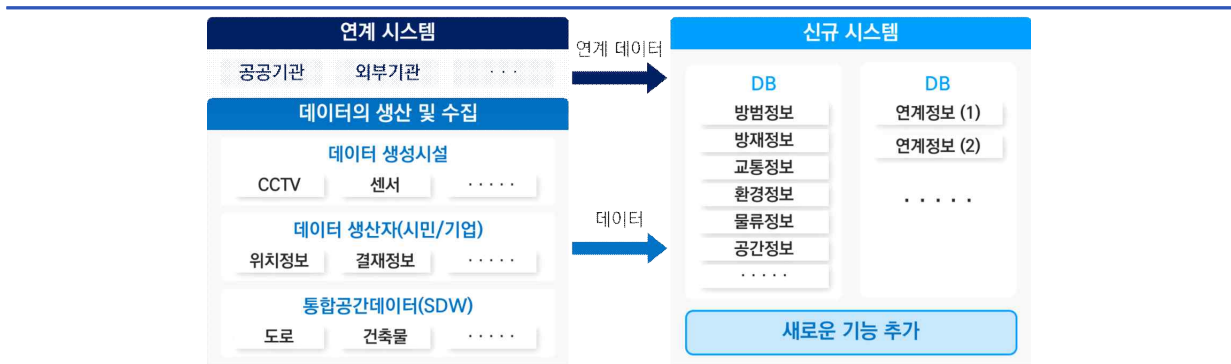 연계 시스템
공공기관 외부기관 · · ·
데이터의 생산 및 수집
데이터 생성시설
CCTV 센서 · · · · ·
데이터 생산자(시민/기업)
위치정보 결재정보 · · · · ·
통합공간데이터(SDW)
도로 건축물 · · · · ·
연계 데이터
데이터
신규 시스템
DB
방범정보
방재정보
교통정보
환경정보
물류정보
공간정보
· · · · ·
DB
연계정보 (1)
연계정보 (2)
· · · · ·
새로운 기능 추가